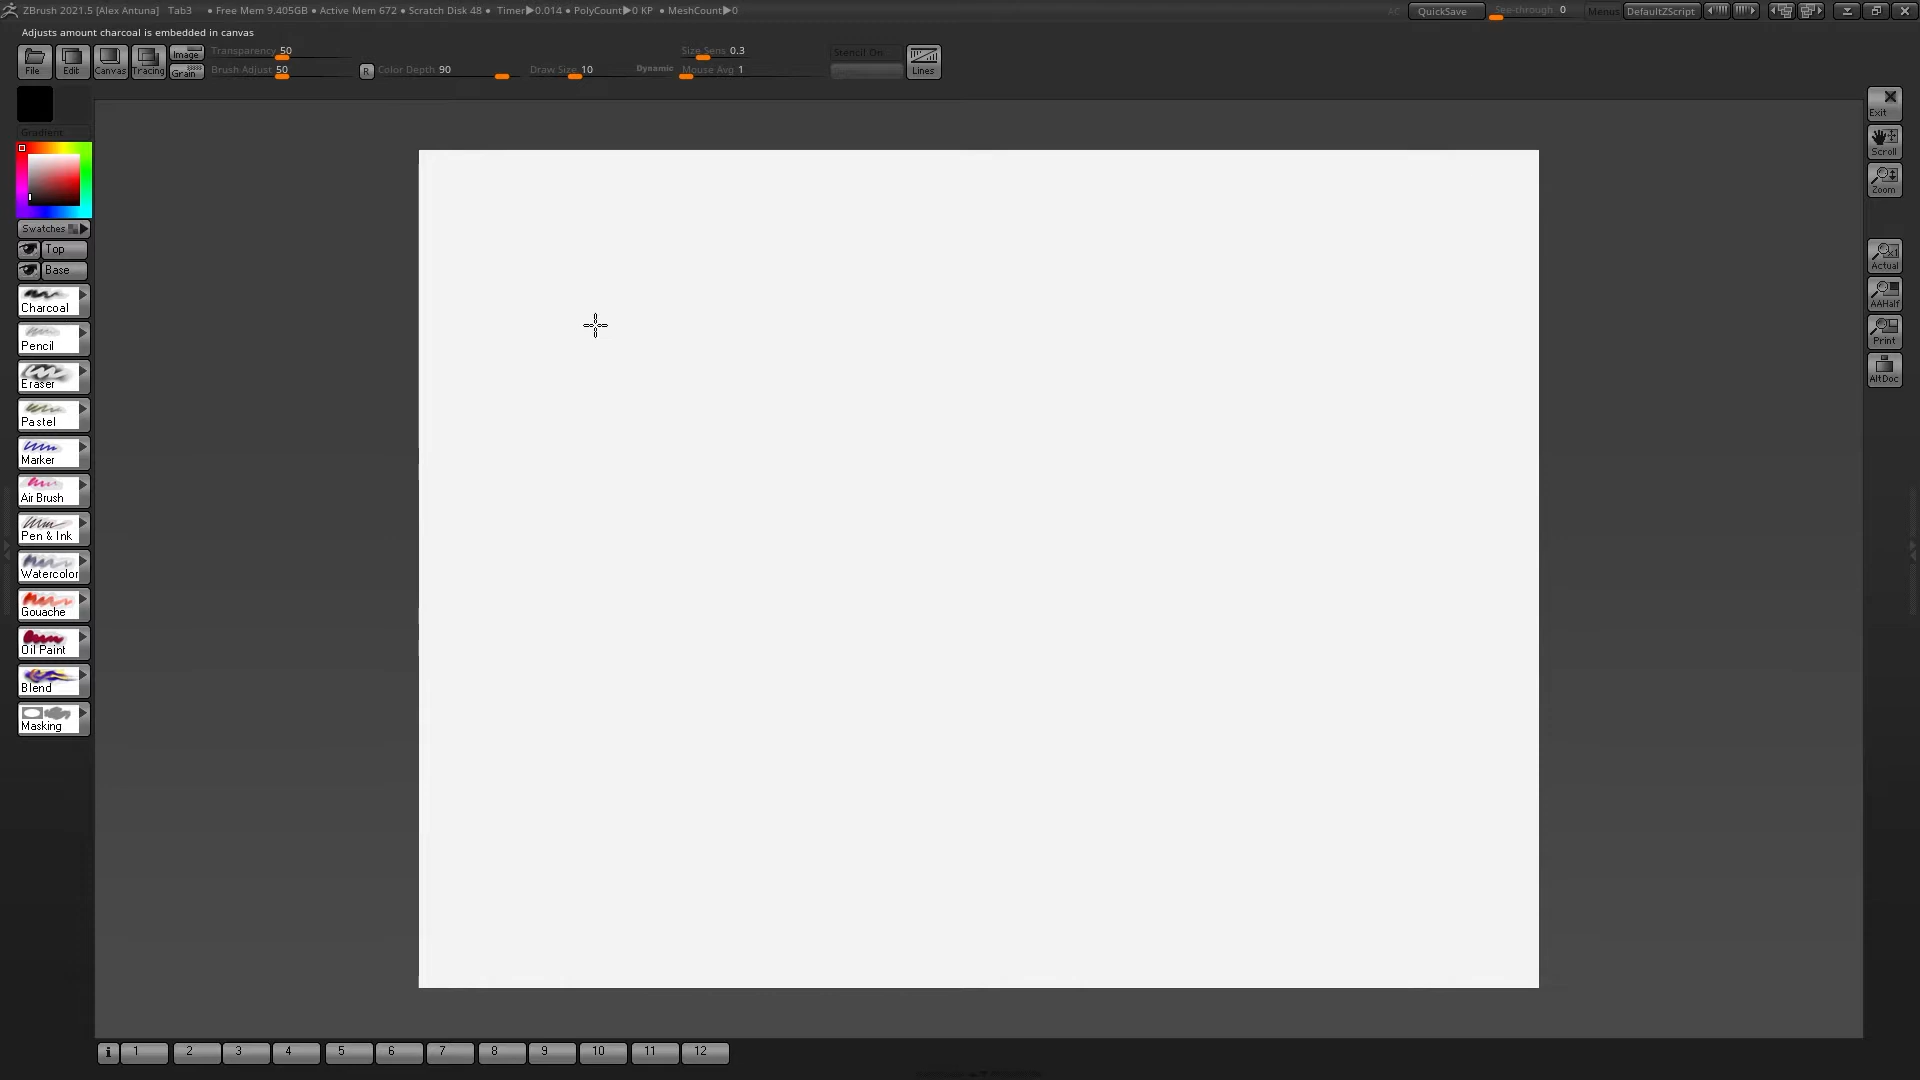 ZBrush 2021.5 [Alex Antuna] Tab3 • Free Mem 9.405GB • Active Mem 672 • Scratch Disk 48 • Timer▶0.014 • PolyCount▶0 KP • MeshCount▶0 AC QuickSave See-through 0 Menus DefaultZScript
Adjusts amount charcoal is embedded in canvas
File Edit Canvas Tracing Image Transparency 50 Size Sens 0.3 Stencil On Lines
Grain Brush Adjust 50 R Color Depth 90 Draw Size 10 Dynamic Mouse Avg 1
Gradient
Swatches
Top
Base
Charcoal
Pencil
Eraser
Pastel
Marker
Air Brush
Pen & Ink
Watercolor
Gouache
Oil Paint
Blend
Masking
Exit
Scroll
Zoom
Actual
AAHalf
Print
AltDoc
i 1 2 3 4 5 6 7 8 9 10 11 12